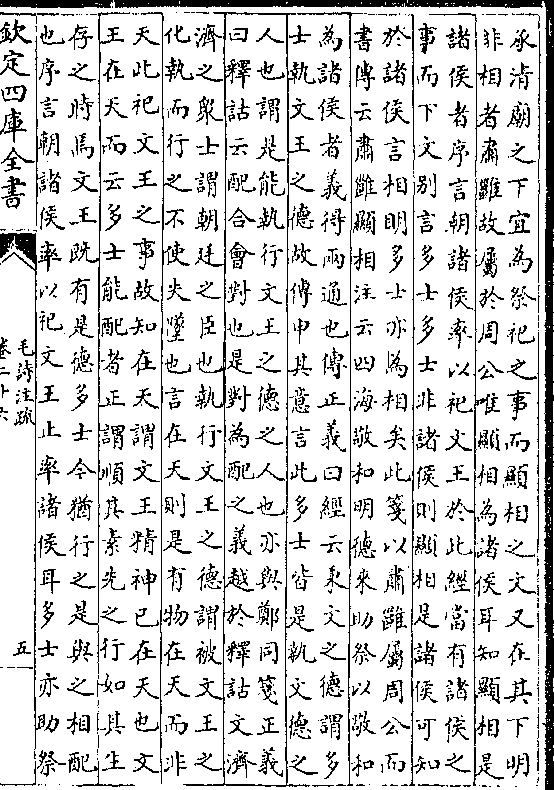 承清廟之下宜為祭祀之事而顯相之文又在其下明
非相者肅雝故屬於周公唯顯相為諸侯耳知顯相是
諸侯者序言朝諸侯率以祀文王於此經當有諸侯之
事而下文别言多士多士非諸侯則顯相是諸侯可知
於諸侯言相明多士亦為相矣此箋以肅雝屬周公而
書傳云肅雝顯相注云四海敬和明徳來助祭以敬和
為諸侯者義得兩通也傳正義曰經云秉文之徳謂多
士執文王之徳故傳申其意言此多士皆是執文徳之
人也謂是能執行文王之徳之人也亦與鄭同箋正義
曰釋詁云配合會對也是對為配之義越於釋詁文濟
濟之衆士謂朝廷之臣也執行文王之徳謂被文王之
化執而行之不使失墜也言在天則是有物在天而非
天此祀文王之事故知在天謂文王精神已在天也文
王在天而云多士能配者正謂順其素先之行如其生
存之時焉文王既有是徳多士今猶行之是與之相配
也序言朝諸侯率以祀文王止率諸侯耳多士亦助祭
欽定四庫全書
毛詩注疏
卷二十六
五